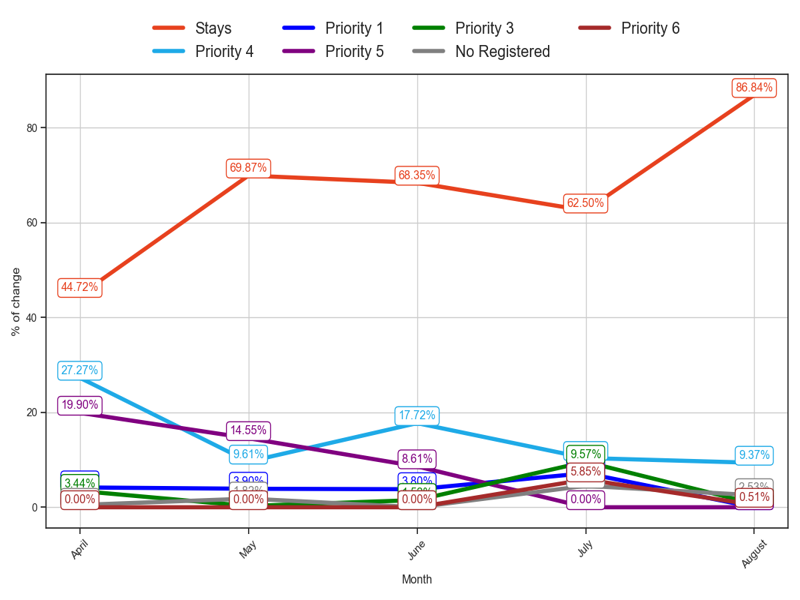 Stays
Priority 1
Priority 3
Priority 6
Priority 4
Priority 5
No Registered
86.84%
80
69.87%
68.35%
62.50%
60
% of change
44.72%
40
27.27%
19.90%
20
17.72%
14.55%
9.61%
8.61%
9.57%
9.37%
3.90%
3.80%
5.85%
3.44%
2.53%
0.00%
0.00%
0.00%
0.00%
0.51%
0
April
May
June
July
August
Month